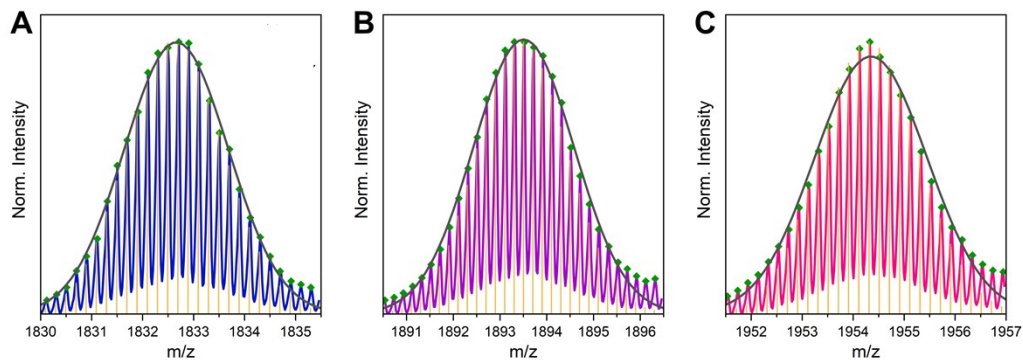 A
B
C
Norm. Intensity
1830 1831 1832 1833 1834 1835
m/z
Norm. Intensity
1891 1892 1893 1894 1895 1896
m/z
Norm. Intensity
1952 1953 1954 1955 1956 1957
m/z